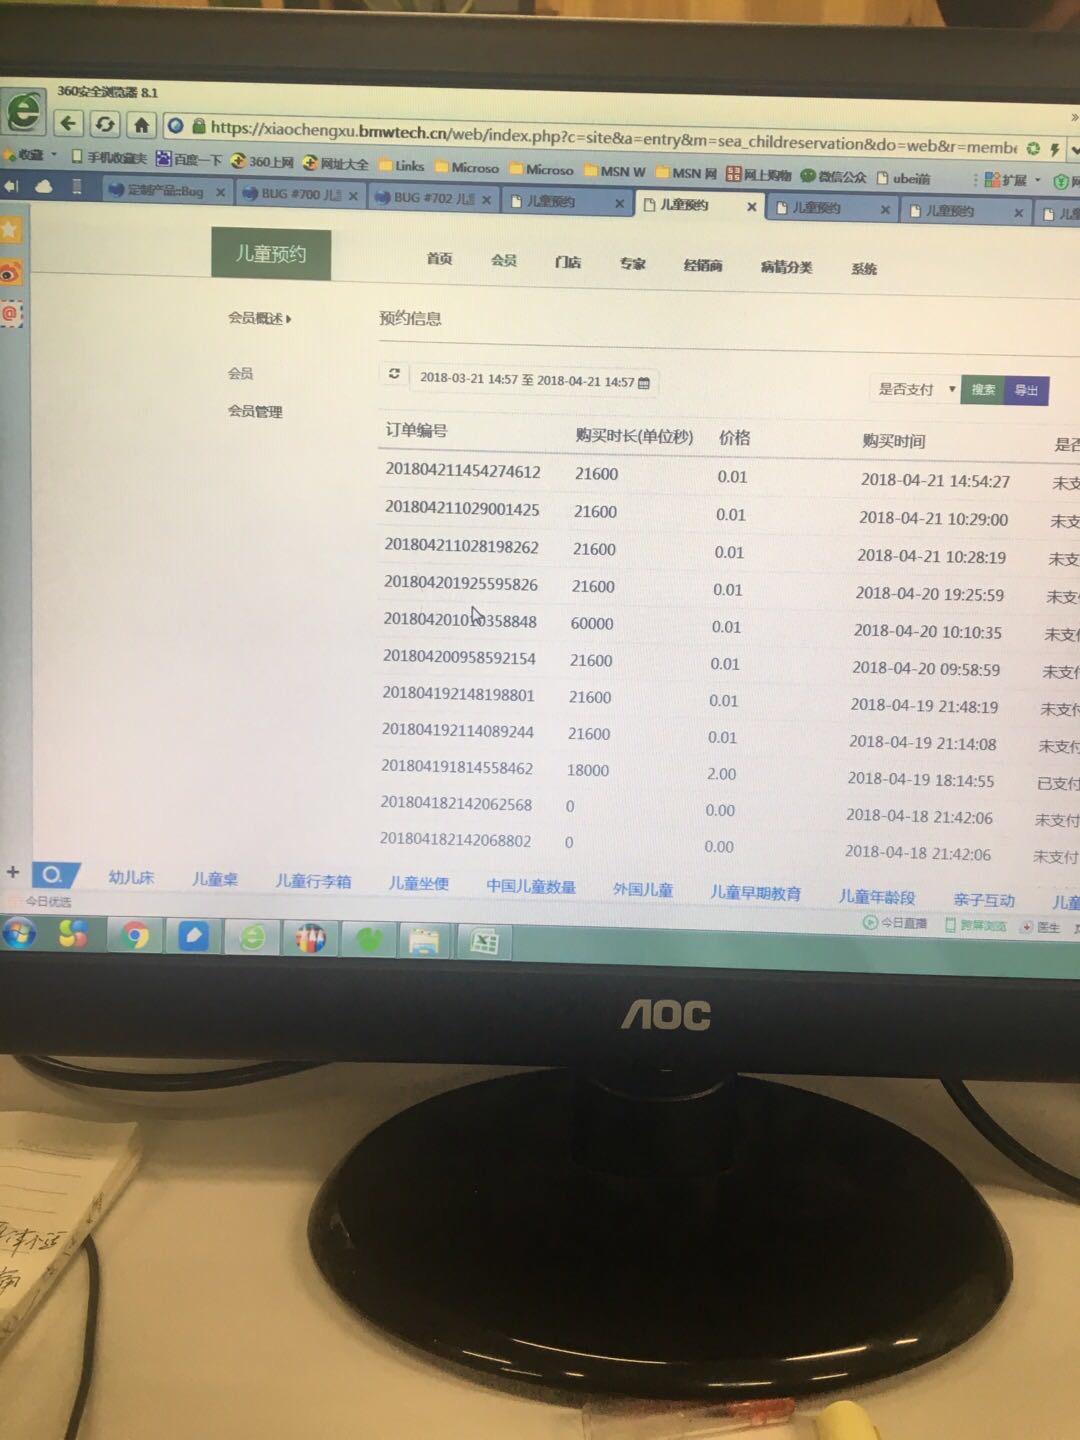 360安全浏览器 8.1
https://xiaochengxu.bmwtech.cn/web/index.php?c=site&a=entry&m=sea_childreservation&do=web&r=membe
收藏 手机收藏夹 百度一下 360上网 网址大全 Links Microso Microso MSN W MSN 网 网上购物 微信公众 ubei前 扩展 网
定制产品::Bug BUG #700 儿 BUG #702 儿 儿童预约 儿童预约 儿童预约 儿童预约
儿童预约 首页 会员 门店 专家 经销商 病情分类 系统
会员概述 预约信息
会员 2018-03-21 14:57 至 2018-04-21 14:57 是否支付 搜索 导出
会员管理
订单编号 购买时长(单位秒) 价格 购买时间 是否
201804211454274612 21600 0.01 2018-04-21 14:54:27 未支
201804211029001425 21600 0.01 2018-04-21 10:29:00 未支
201804211028198262 21600 0.01 2018-04-21 10:28:19 未支
201804201925595826 21600 0.01 2018-04-20 19:25:59 未支
201804201010358848 60000 0.01 2018-04-20 10:10:35 未支
201804200958592154 21600 0.01 2018-04-20 09:58:59 未支
201804192148198801 21600 0.01 2018-04-19 21:48:19 未支付
201804192114089244 21600 0.01 2018-04-19 21:14:08 未支付
201804191814558462 18000 2.00 2018-04-19 18:14:55 已支付
201804182142062568 0 0.00 2018-04-18 21:42:06 未支付
201804182142068802 0 0.00 2018-04-18 21:42:06 未支付
幼儿床 儿童桌 儿童行李箱 儿童坐便 中国儿童数量 外国儿童 儿童早期教育 儿童年龄段 亲子互动 儿童
今日优选 今日直播 跨屏浏览 医生
AOC